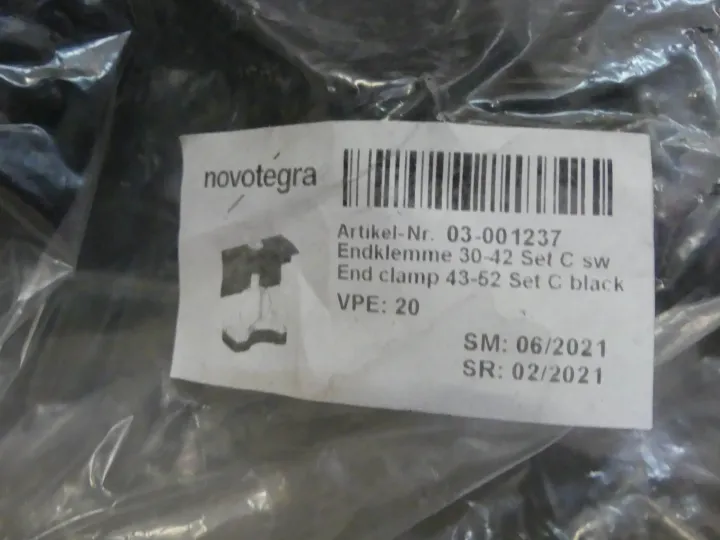 novotegra
Artikel-Nr. 03-001237
Endklemme 30-42 Set C sw
End clamp 43-52 Set C black
VPE: 20
SM: 06/2021
SR: 02/2021